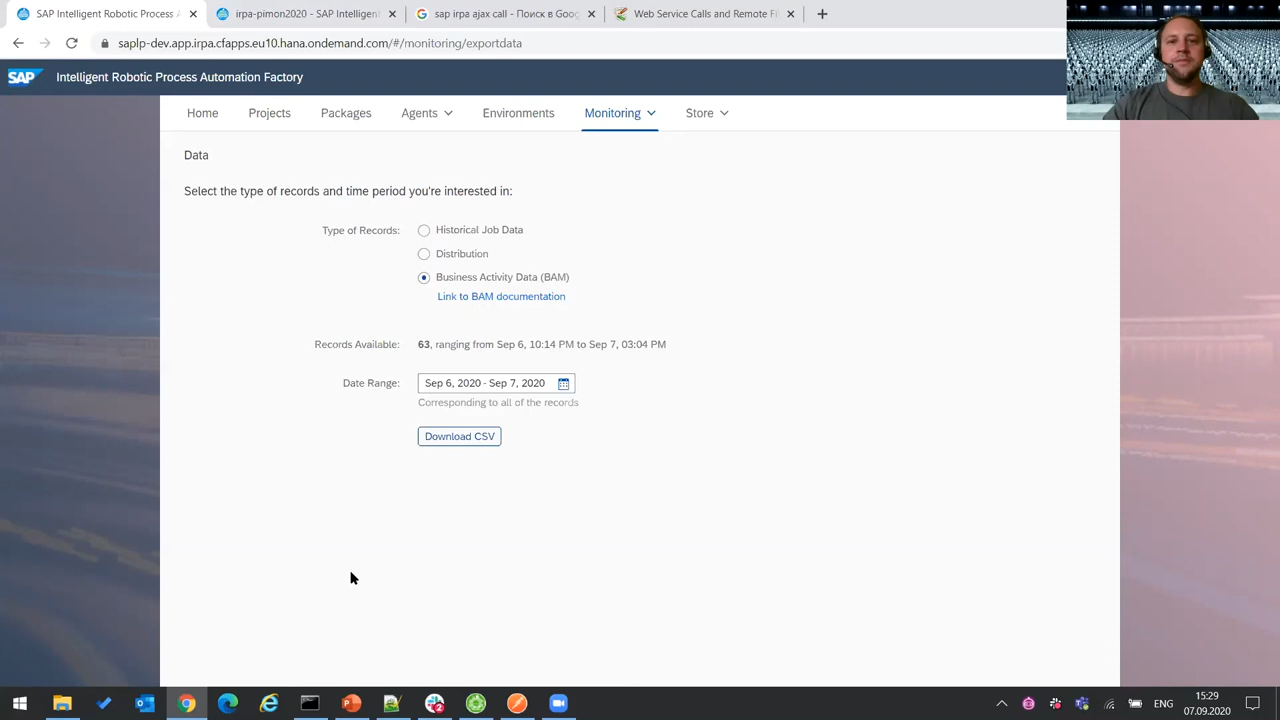 SAP Intelligent Robotic Process A
irpa-pimon2020 - SAP Intelligent
sap irpa ajax call - Поиск в Goog
Web Service Calls and Remote Fi
saplp-dev.app.irpa.cfapps.eu10.hana.ondemand.com/#/monitoring/exportdata
SAP Intelligent Robotic Process Automation Factory
Home Projects Packages Agents Environments Monitoring Store
Data
Select the type of records and time period you're interested in:
Type of Records:
Historical Job Data
Distribution
Business Activity Data (BAM)
Link to BAM documentation
Records Available: 63, ranging from Sep 6, 10:14 PM to Sep 7, 03:04 PM
Date Range: Sep 6, 2020 - Sep 7, 2020
Corresponding to all of the records
Download CSV
ENG
15:29
07.09.2020